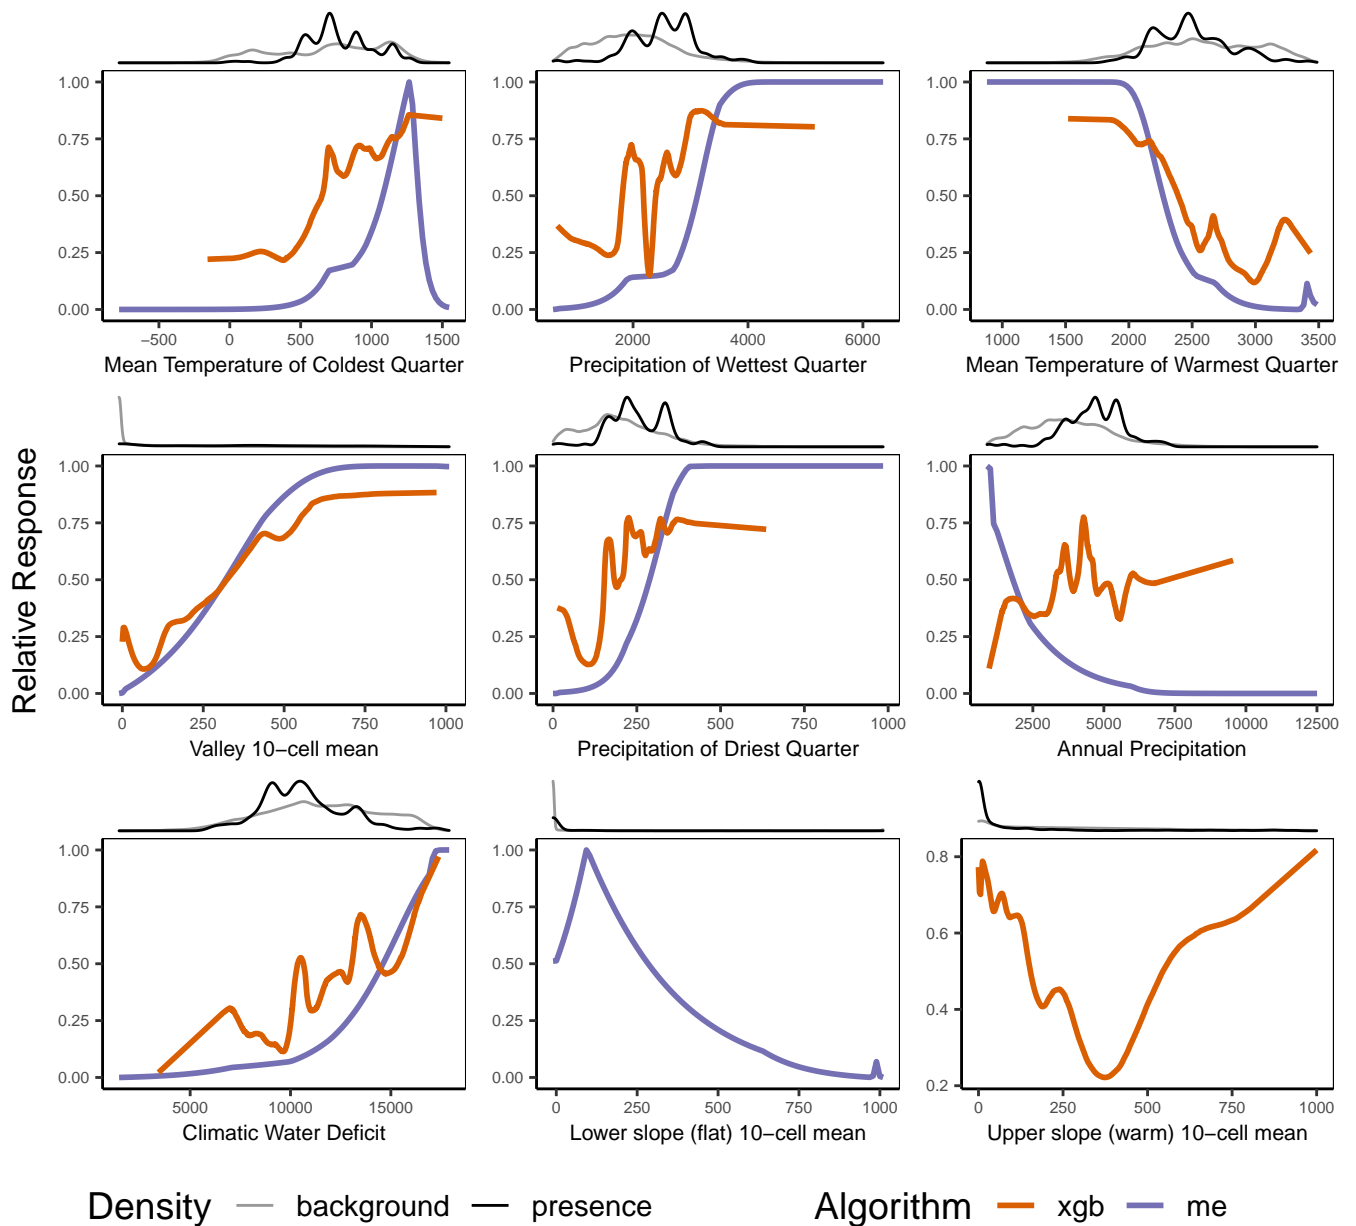 1.00
0.75
0.50
0.25
0.00
−500 0 500 1000 1500
Mean Temperature of Coldest Quarter
1.00
0.75
0.50
0.25
0.00
2000 4000 6000
Precipitation of Wettest Quarter
1.00
0.75
0.50
0.25
0.00
1000 1500 2000 2500 3000 3500
Mean Temperature of Warmest Quarter
Relative Response
1.00
0.75
0.50
0.25
0.00
0 250 500 750 1000
Valley 10−cell mean
1.00
0.75
0.50
0.25
0.00
0 250 500 750 1000
Precipitation of Driest Quarter
1.00
0.75
0.50
0.25
0.00
2500 5000 7500 10000 12500
Annual Precipitation
1.00
0.75
0.50
0.25
0.00
5000 10000 15000
Climatic Water Deficit
1.00
0.75
0.50
0.25
0.00
0 250 500 750 1000
Lower slope (flat) 10−cell mean
0.8
0.6
0.4
0.2
0 250 500 750 1000
Upper slope (warm) 10−cell mean
Density background presence Algorithm xgb me